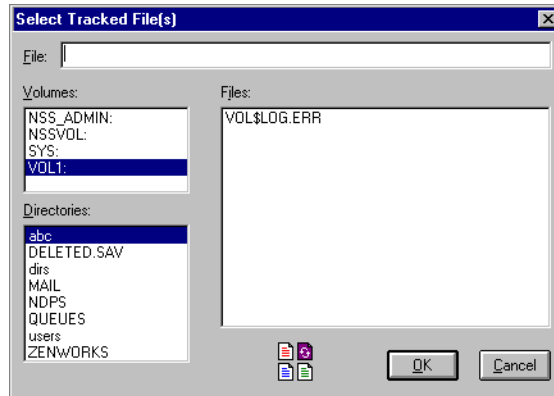 Select Tracked File(s)
File:
Volumes:
NSS_ADMIN:
NSSVOL:
SYS:
VOL1:
Directories:
abc
DELETED.SAV
dirs
MAIL
NDPS
QUEUES
users
ZENWORKS
Files:
VOL$LOG.ERR
OK
Cancel